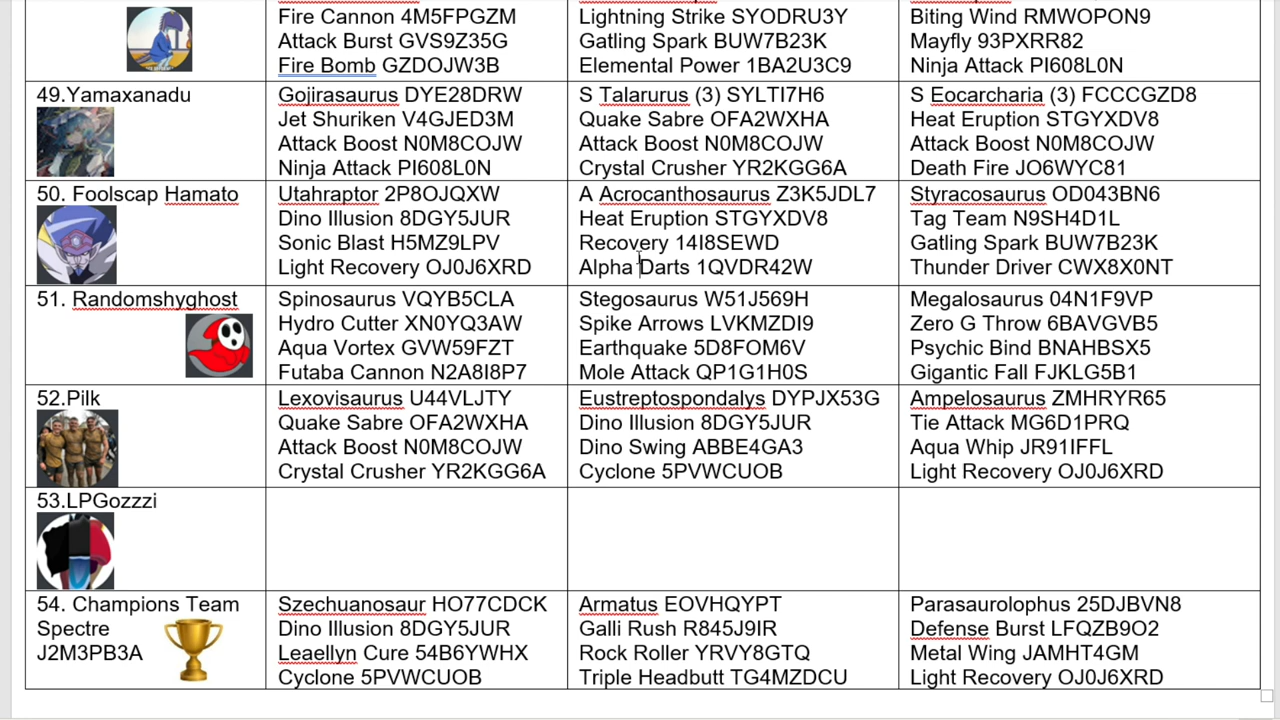 Fire Cannon 4M5FPGZM
Attack Burst GVS9Z35G
Fire Bomb GZDOJW3B
Lightning Strike SYODRU3Y
Gatling Spark BUW7B23K
Elemental Power 1BA2U3C9
Biting Wind RMWOPON9
Mayfly 93PXRR82
Ninja Attack PI608L0N
49.Yamaxanadu
Gojirasaurus DYE28DRW
Jet Shuriken V4GJED3M
Attack Boost N0M8COJW
Ninja Attack PI608L0N
S Talarurus (3) SYLTI7H6
Quake Sabre OFA2WXHA
Attack Boost N0M8COJW
Crystal Crusher YR2KGG6A
S Eocarcharia (3) FCCCGZD8
Heat Eruption STGYXDV8
Attack Boost N0M8COJW
Death Fire JO6WYC81
50. Foolscap Hamato
Utahraptor 2P8OJQXW
Dino Illusion 8DGY5JUR
Sonic Blast H5MZ9LPV
Light Recovery OJ0J6XRD
A Acrocanthosaurus Z3K5JDL7
Heat Eruption STGYXDV8
Recovery 14I8SEWD
Alpha Darts 1QVDR42W
Styracosaurus OD043BN6
Tag Team N9SH4D1L
Gatling Spark BUW7B23K
Thunder Driver CWX8X0NT
51. Randomshyghost
Spinosaurus VQYB5CLA
Hydro Cutter XN0YQ3AW
Aqua Vortex GVW59FZT
Futaba Cannon N2A8I8P7
Stegosaurus W51J569H
Spike Arrows LVKMZDI9
Earthquake 5D8FOM6V
Mole Attack QP1G1H0S
Megalosaurus 04N1F9VP
Zero G Throw 6BAVGVB5
Psychic Bind BNAHBSX5
Gigantic Fall FJKLG5B1
52.Pilk
Lexovisaurus U44VLJTY
Quake Sabre OFA2WXHA
Attack Boost N0M8COJW
Crystal Crusher YR2KGG6A
Eustreptospondalys DYPJX53G
Dino Illusion 8DGY5JUR
Dino Swing ABBE4GA3
Cyclone 5PVWCUOB
Ampelosaurus ZMHRYR65
Tie Attack MG6D1PRQ
Aqua Whip JR91IFFL
Light Recovery OJ0J6XRD
53.LPGozzzi
54. Champions Team
Spectre
J2M3PB3A
Szechuanosaur HO77CDCK
Dino Illusion 8DGY5JUR
Leaellyn Cure 54B6YWHX
Cyclone 5PVWCUOB
Armatus EOVHQYPT
Galli Rush R845J9IR
Rock Roller YRVY8GTQ
Triple Headbutt TG4MZDCU
Parasaurolophus 25DJBVN8
Defense Burst LFQZB9O2
Metal Wing JAMHT4GM
Light Recovery OJ0J6XRD